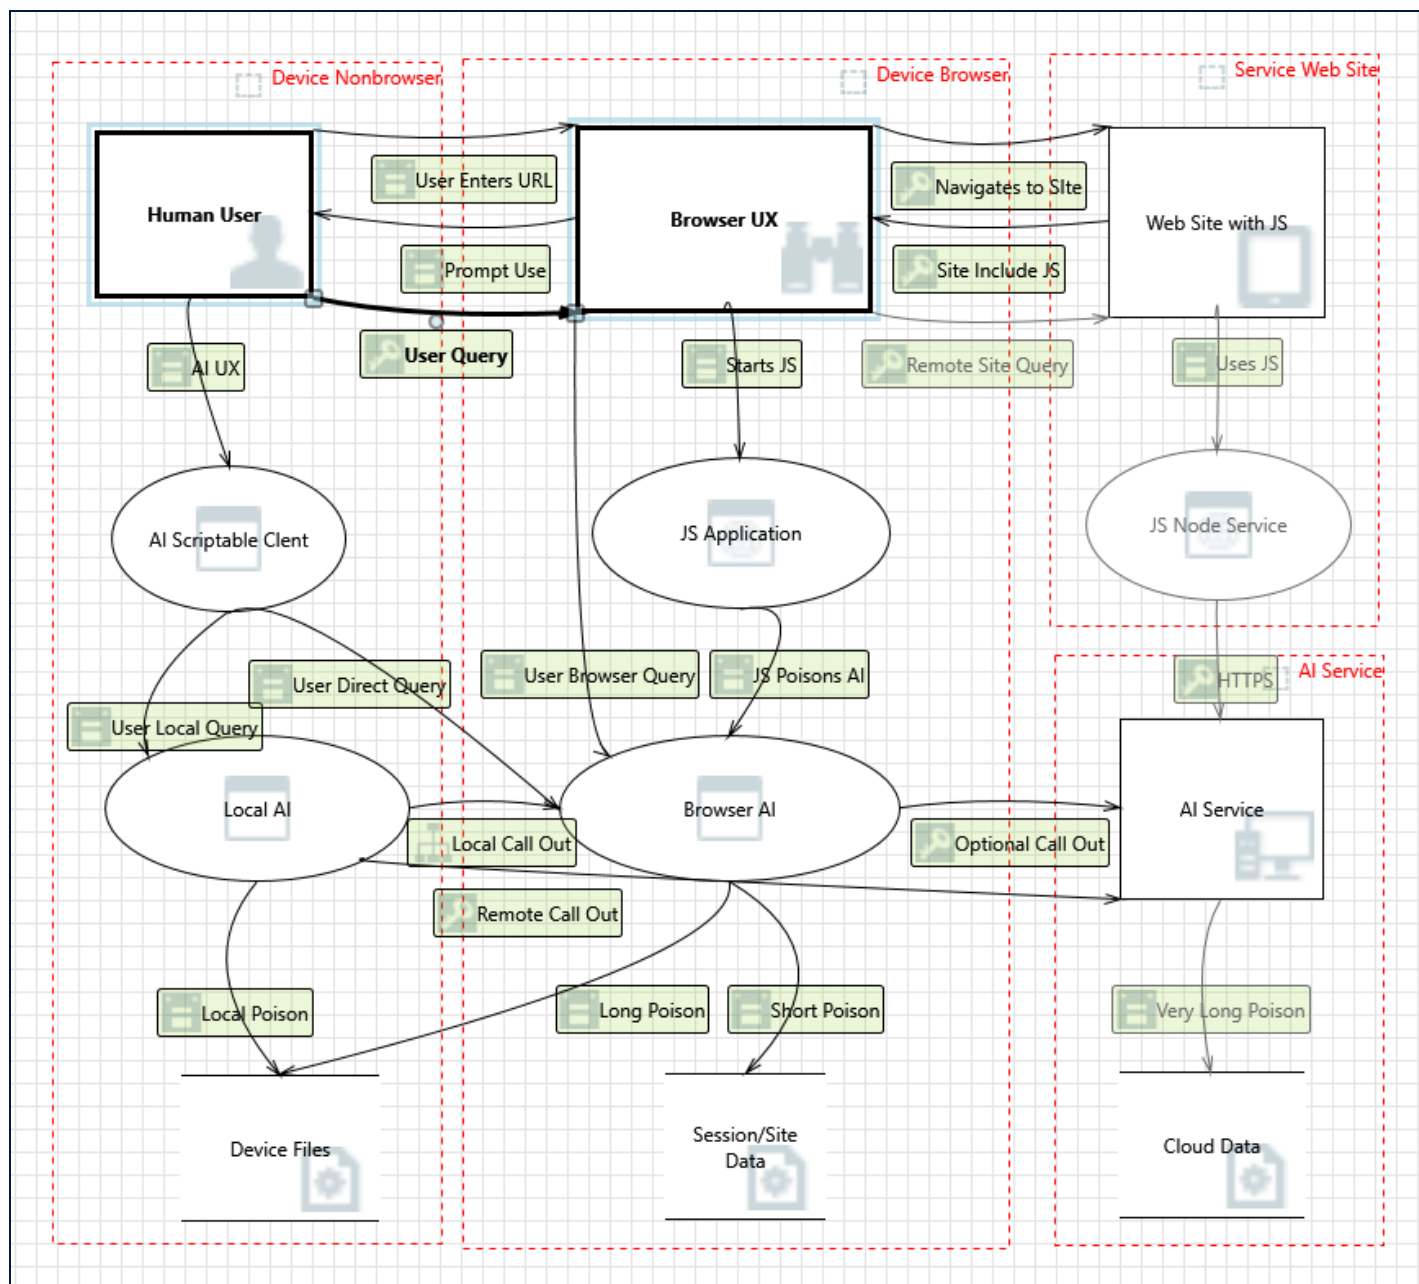 Device Nonbrowser
Device Browser
Service Web Site
Human User
User Enters URL
Browser UX
Navigates to SIte
Web Site with JS
Prompt Use
Site Include JS
User Query
AI UX
Starts JS
Remote Site Query
Uses JS
AI Scriptable Clent
JS Application
JS Node Service
User Direct Query
User Browser Query
JS Poisons AI
HTTPS
AI Service
User Local Query
Local AI
Browser AI
AI Service
Local Call Out
Optional Call Out
Remote Call Out
Local Poison
Long Poison
Short Poison
Very Long Poison
Device Files
Session/Site
Data
Cloud Data